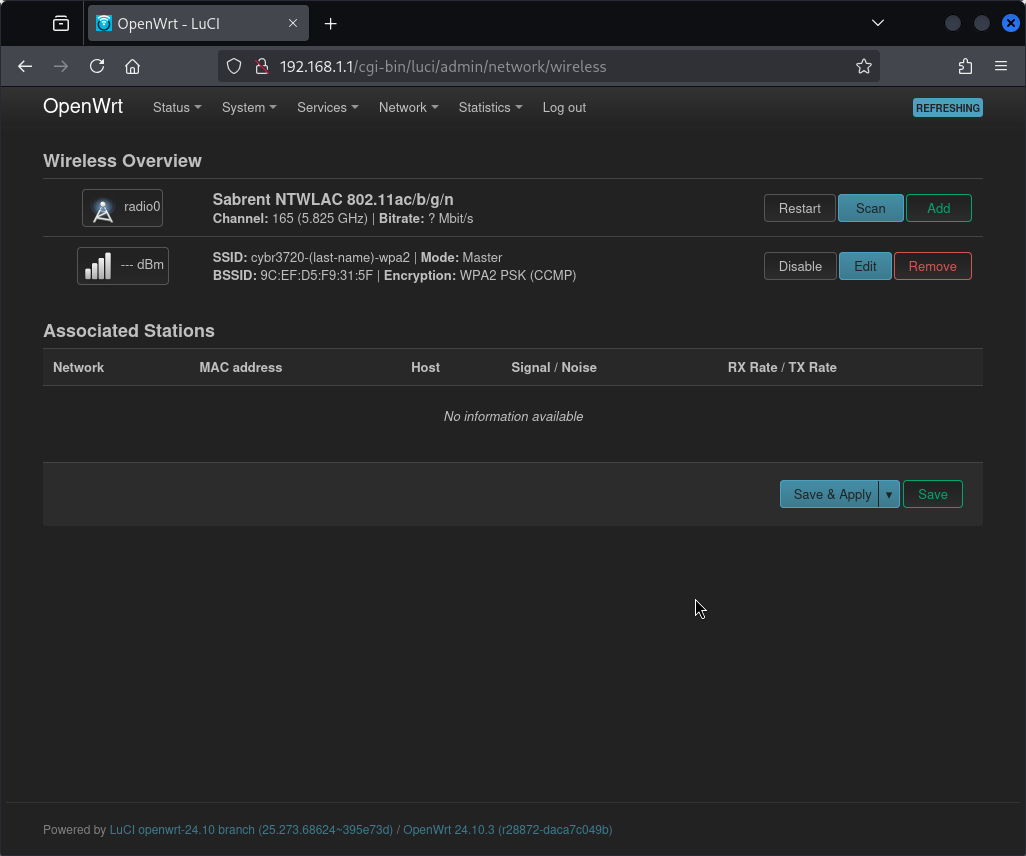 OpenWrt - LuCI
192.168.1.1/cgi-bin/luci/admin/network/wireless
OpenWrt Status System Services Network Statistics Log out REFRESHING
Wireless Overview
radio0
Sabrent NTWLAC 802.11ac/b/g/n
Channel: 165 (5.825 GHz) | Bitrate: ? Mbit/s
Restart Scan Add
--- dBm
SSID: cybr3720-(last-name)-wpa2 | Mode: Master
BSSID: 9C:EF:D5:F9:31:5F | Encryption: WPA2 PSK (CCMP)
Disable Edit Remove
Associated Stations
Network MAC address Host Signal / Noise RX Rate / TX Rate
No information available
Save & Apply ▾ Save
Powered by LuCI openwrt-24.10 branch (25.273.68624~395e73d) / OpenWrt 24.10.3 (r28872-daca7c049b)